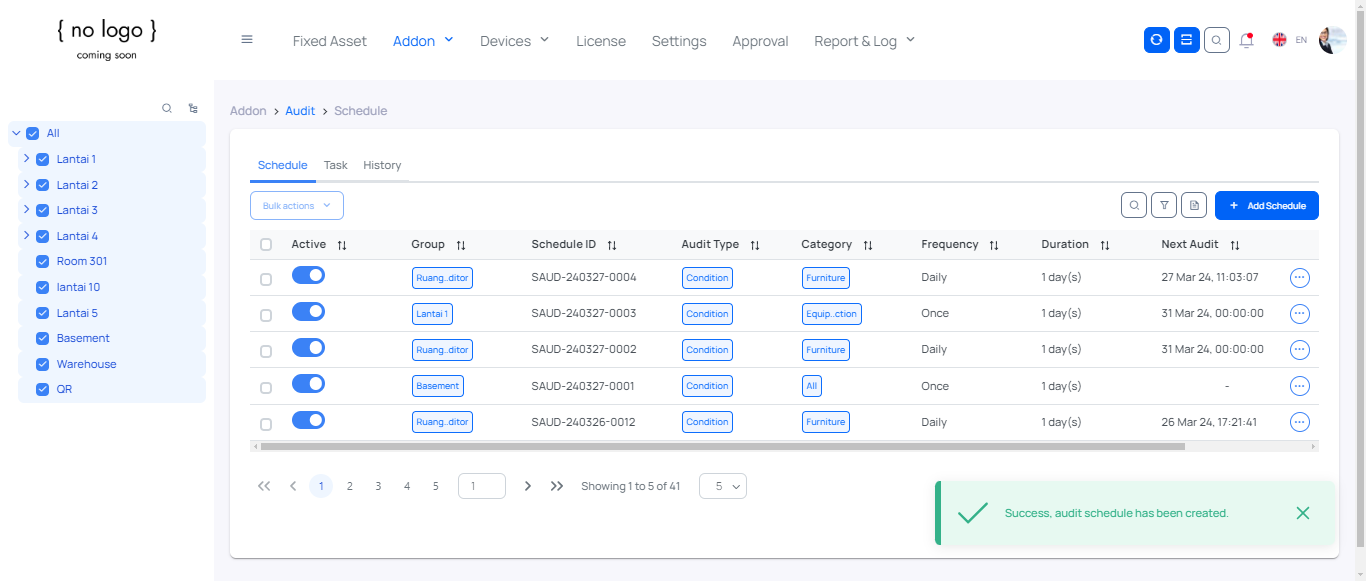 { no logo }
coming soon
Fixed Asset Addon Devices License Settings Approval Report & Log EN
All
Lantai 1
Lantai 2
Lantai 3
Lantai 4
Room 301
lantai 10
Lantai 5
Basement
Warehouse
QR
Addon > Audit > Schedule
Schedule Task History
Bulk actions + Add Schedule
Active Group Schedule ID Audit Type Category Frequency Duration Next Audit
Ruang..ditor SAUD-240327-0004 Condition Furniture Daily 1 day(s) 27 Mar 24, 11:03:07
Lantai 1 SAUD-240327-0003 Condition Equip..ction Once 1 day(s) 31 Mar 24, 00:00:00
Ruang..ditor SAUD-240327-0002 Condition Furniture Daily 1 day(s) 31 Mar 24, 00:00:00
Basement SAUD-240327-0001 Condition All Once 1 day(s) -
Ruang..ditor SAUD-240326-0012 Condition Furniture Daily 1 day(s) 26 Mar 24, 17:21:41
1 2 3 4 5 1 Showing 1 to 5 of 41 5
Success, audit schedule has been created.